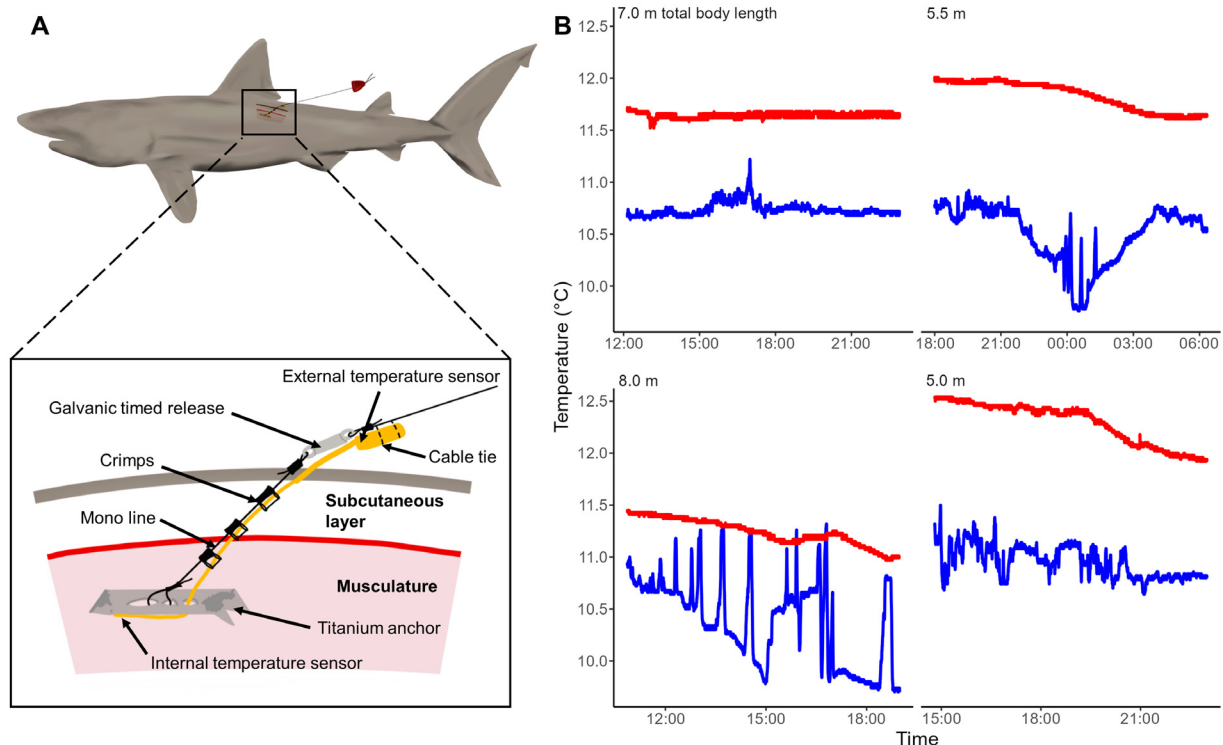 A
External temperature sensor
Galvanic timed release
Crimps
Cable tie
Subcutaneous
layer
Mono line
Musculature
Titanium anchor
Internal temperature sensor
B
Temperature (°C)
7.0 m total body length
12.5
12.0
11.5
11.0
10.5
10.0
12:00 15:00 18:00 21:00
5.5 m
18:00 21:00 00:00 03:00 06:00
8.0 m
12.5
12.0
11.5
11.0
10.5
10.0
12:00 15:00 18:00
5.0 m
15:00 18:00 21:00
Time